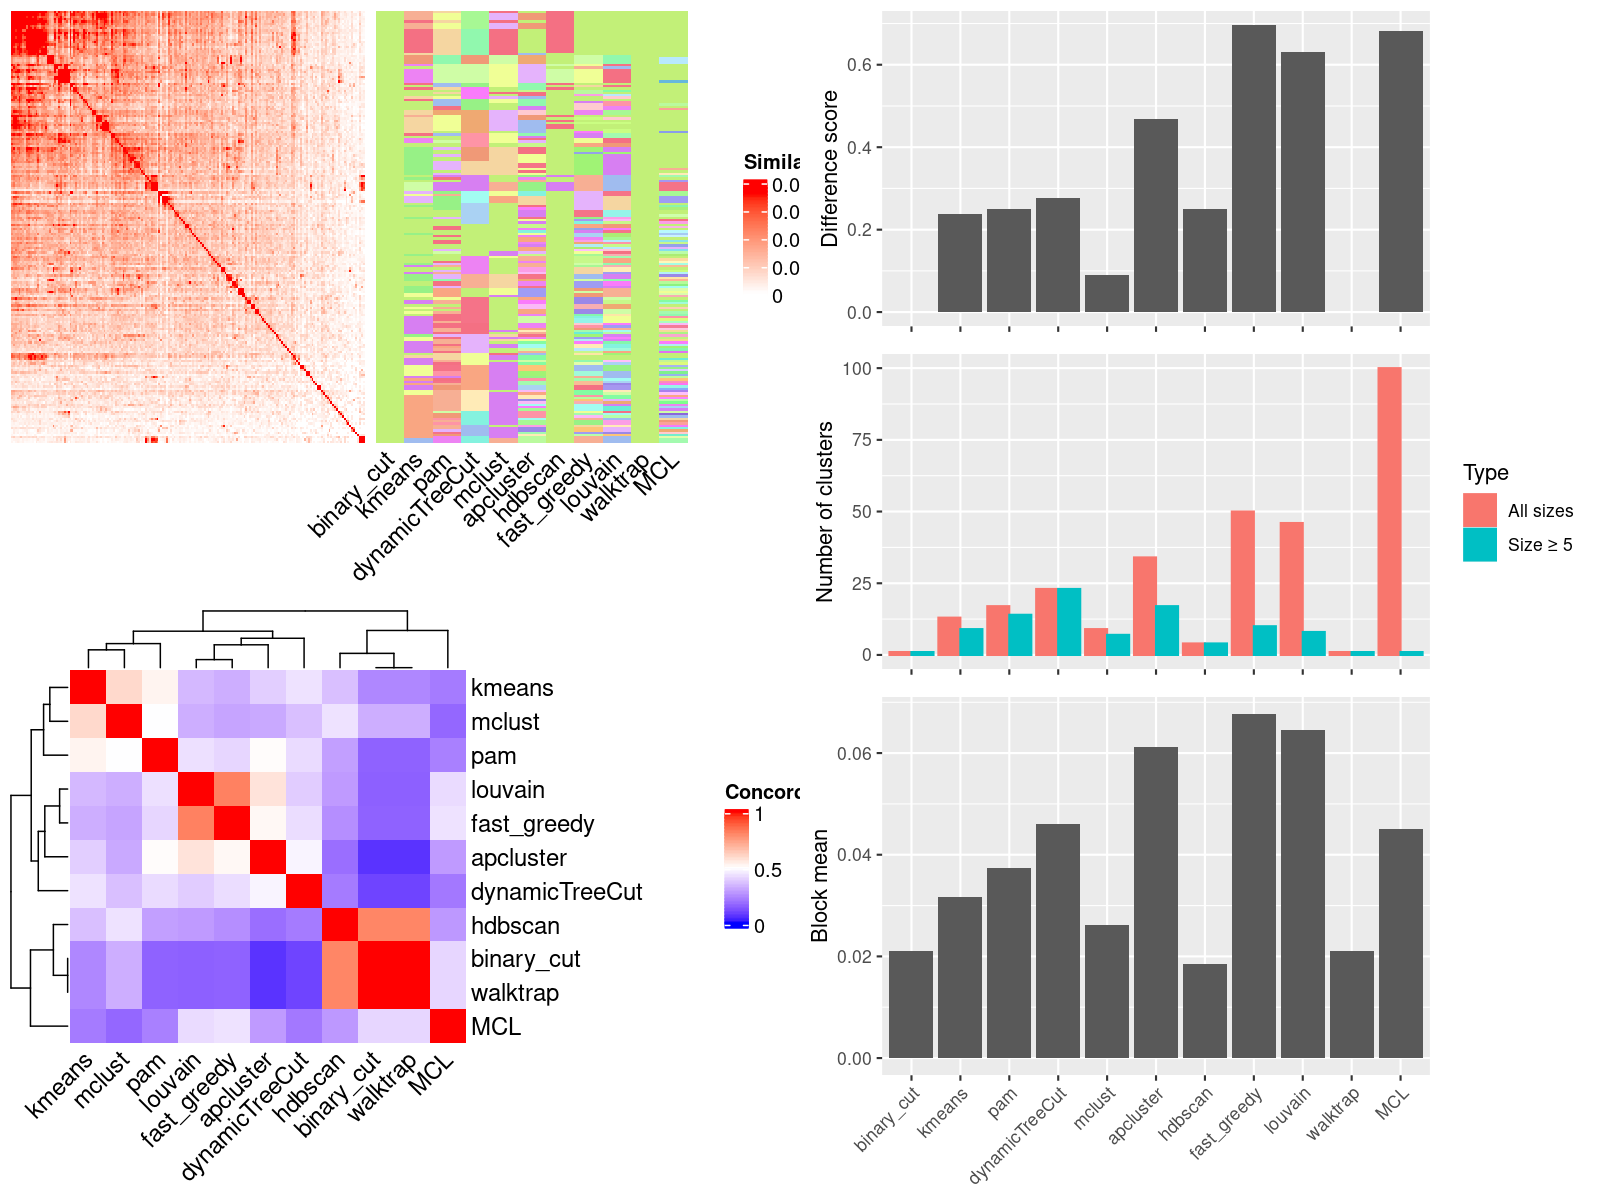 Simila
0.0
0.0
0.0
0.0
0
binary_cut
kmeans
pam
dynamicTreeCut
mclust
apcluster
hdbscan
fast_greedy
louvain
walktrap
MCL
kmeans
mclust
pam
louvain
fast_greedy
apcluster
dynamicTreeCut
hdbscan
binary_cut
walktrap
MCL
kmeans
mclust
pam
louvain
fast_greedy
apcluster
dynamicTreeCut
hdbscan
binary_cut
walktrap
MCL
Concord
1
0.5
0
Difference score
0.6
0.4
0.2
0.0
Number of clusters
100
75
50
25
0
Type
All sizes
Size ≥ 5
Block mean
0.06
0.04
0.02
0.00
binary_cut
kmeans
pam
dynamicTreeCut
mclust
apcluster
hdbscan
fast_greedy
louvain
walktrap
MCL